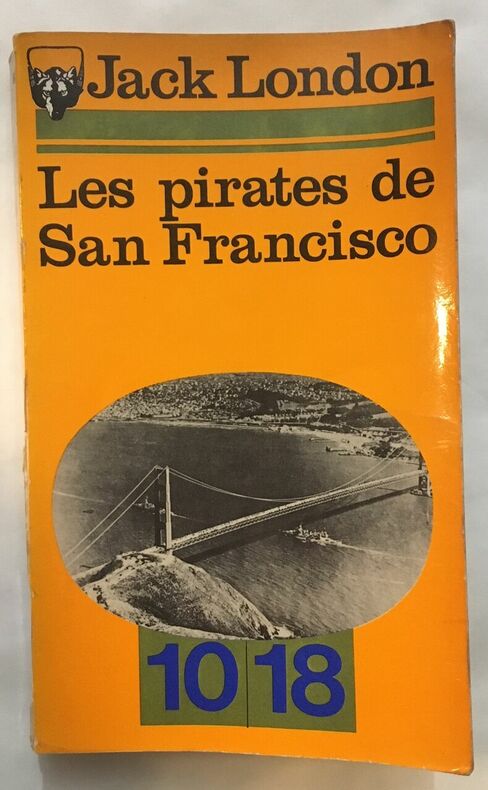 Jack London
Les pirates de
San Francisco
10 18